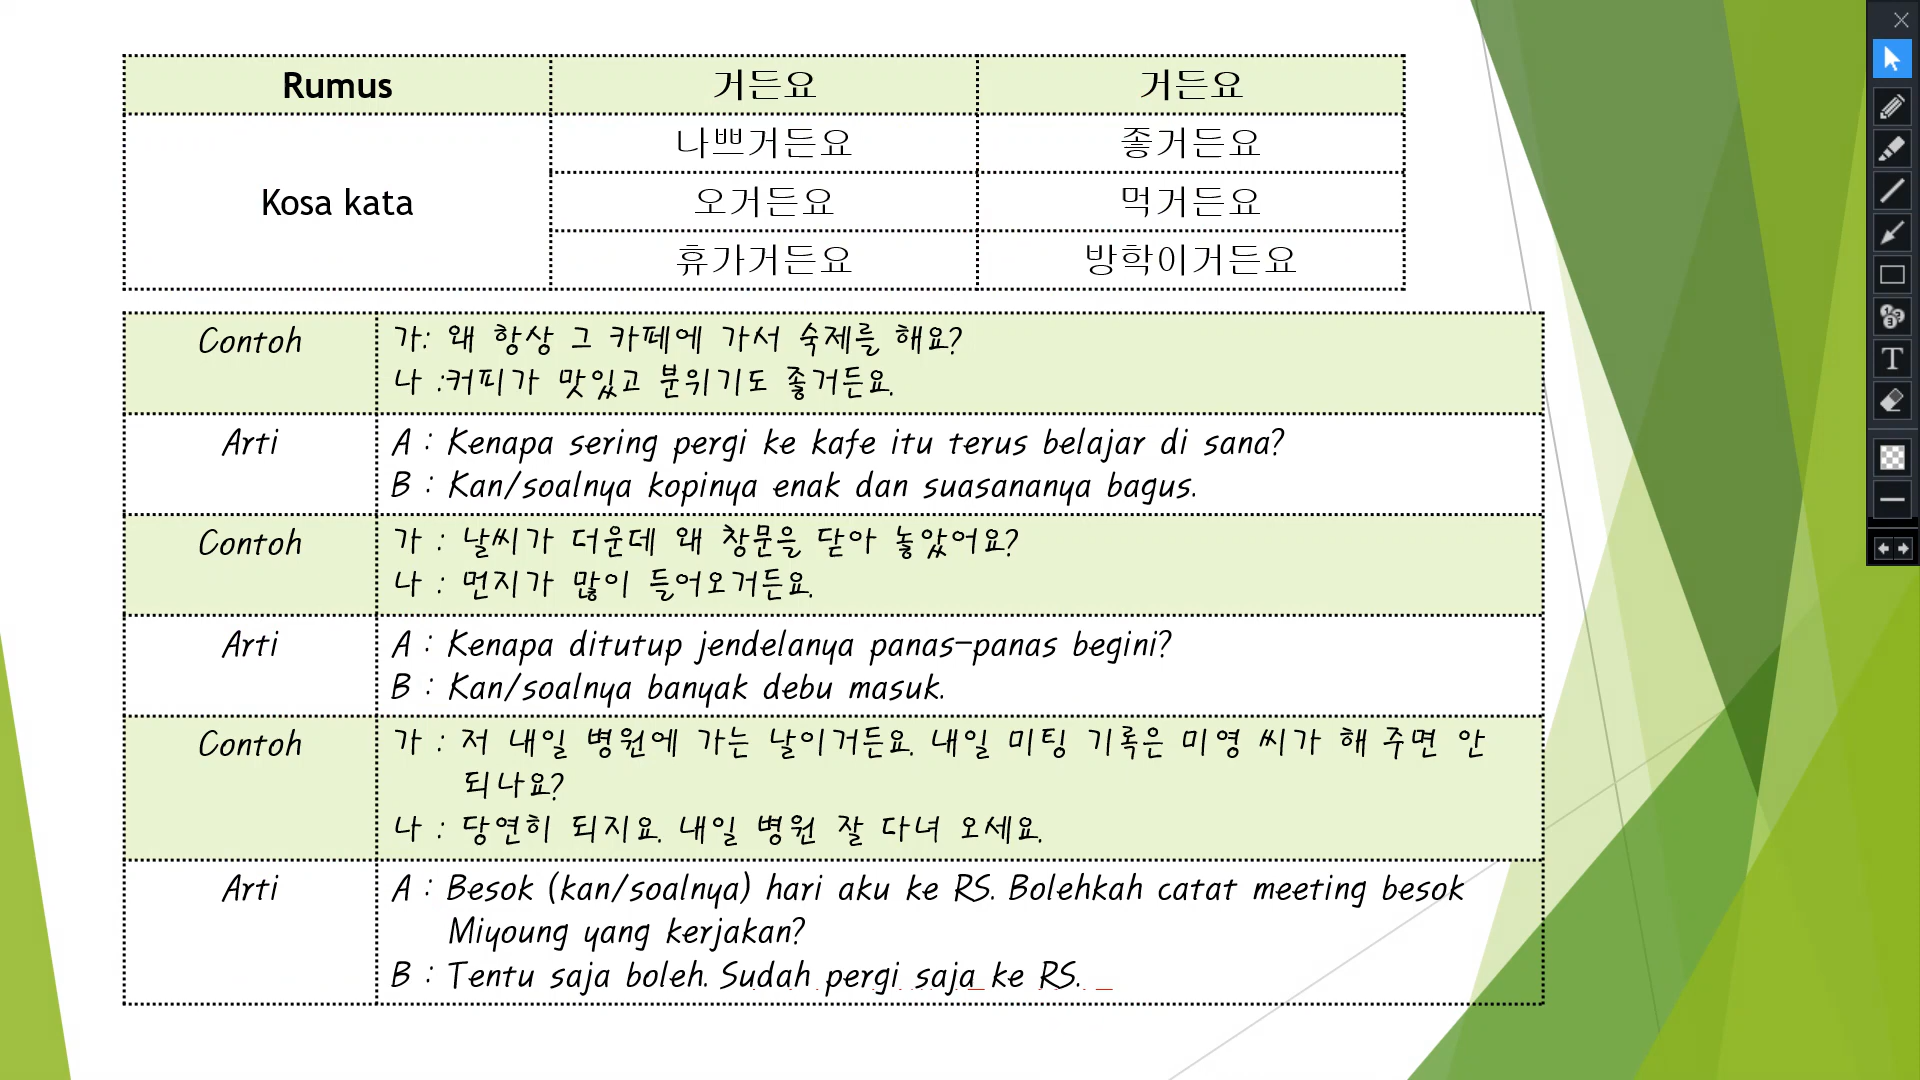 Rumus 거든요 거든요
Kosa kata
나쁘거든요 좋거든요
오거든요 먹거든요
휴가거든요 방학이거든요
Contoh
가: 왜 항상 그 카페에 가서 숙제를 해요?
나 :커피가 맛있고 분위기도 좋거든요.
Arti
A : Kenapa sering pergi ke kafe itu terus belajar di sana?
B : Kan/soalnya kopinya enak dan suasananya bagus.
Contoh
가 : 날씨가 더운데 왜 창문을 닫아 놓았어요?
나 : 먼지가 많이 들어오거든요.
Arti
A : Kenapa ditutup jendelanya panas-panas begini?
B : Kan/soalnya banyak debu masuk.
Contoh
가 : 저 내일 병원에 가는 날이거든요. 내일 미팅 기록은 미영 씨가 해 주면 안
되나요?
나 : 당연히 되지요. 내일 병원 잘 다녀 오세요.
Arti
A : Besok (kan/soalnya) hari aku ke RS. Bolehkah catat meeting besok
Miyoung yang kerjakan?
B : Tentu saja boleh. Sudah pergi saja ke RS.